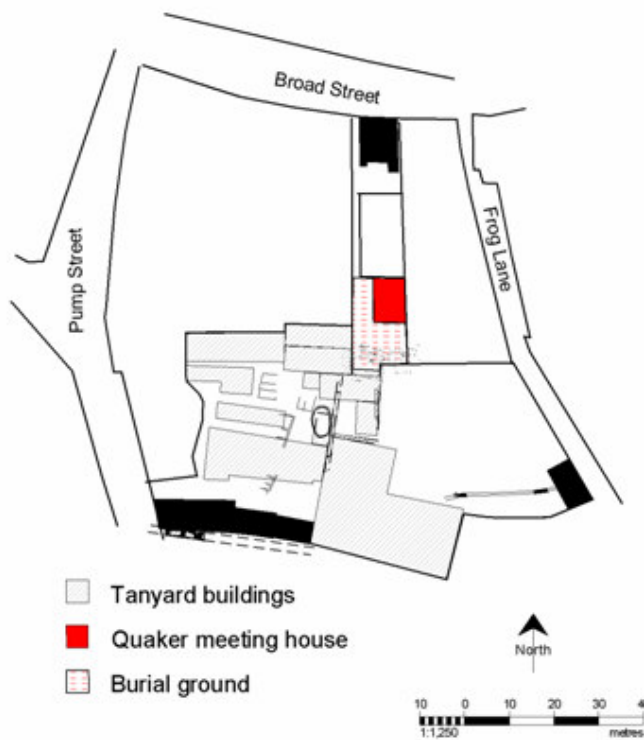 Broad Street
Pump Street
Frog Lane
Tanyard buildings
Quaker meeting house
Burial ground
North
10 0 10 20 30 40
1:1,250 metres